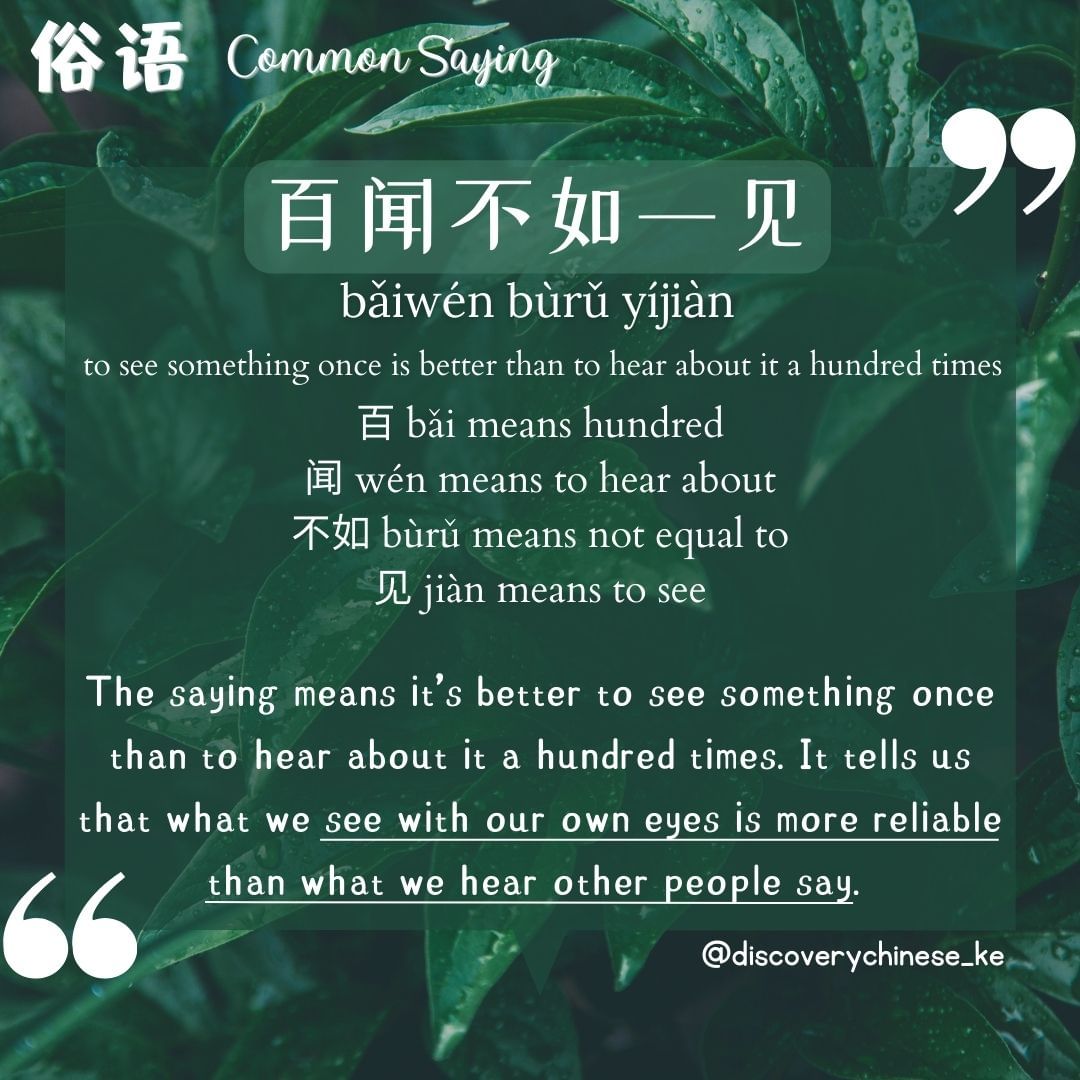 俗语 Common Saying
百闻不如一见
bǎiwén bùrǔ yíjiàn
to see something once is better than to hear about it a hundred times
百 bǎi means hundred
闻 wén means to hear about
不如 bùrǔ means not equal to
见 jiàn means to see
The saying means it's better to see something once
than to hear about it a hundred times. It tells us
that what we see with our own eyes is more reliable
than what we hear other people say.
@discoverychinese_ke